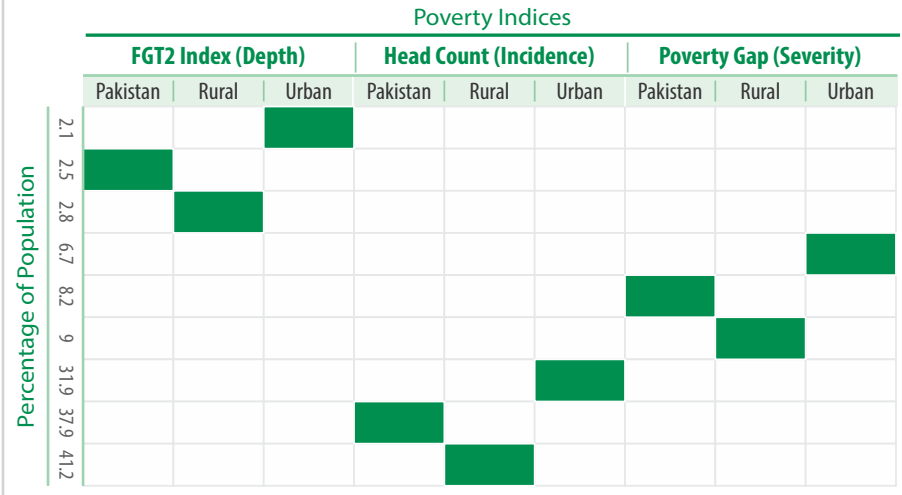 Poverty Indices
FGT2 Index (Depth) Head Count (Incidence) Poverty Gap (Severity)
Pakistan Rural Urban Pakistan Rural Urban Pakistan Rural Urban
Percentage of Population
2.1
2.5
2.8
6.7
8.2
9
31.9
37.9
41.2